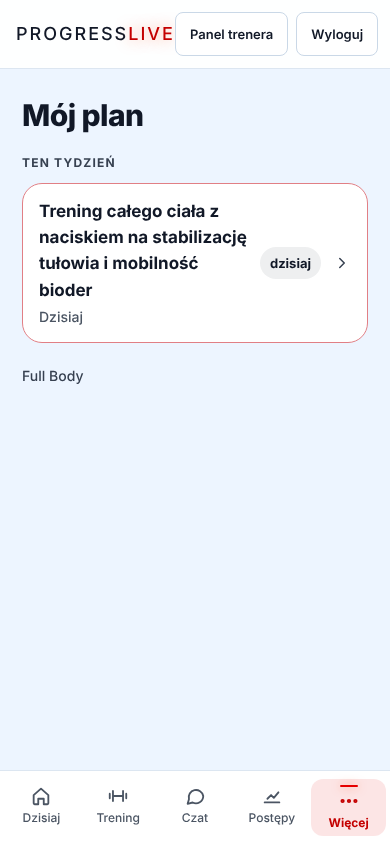 PROGRESSLIVE
Panel trenera
Wyloguj
Mój plan
TEN TYDZIEŃ
Trening całego ciała z
naciskiem na stabilizację
tułowia i mobilność
bioder
dzisiaj
Dzisiaj
Full Body
Dzisiaj
Trening
Czat
Postępy
Więcej